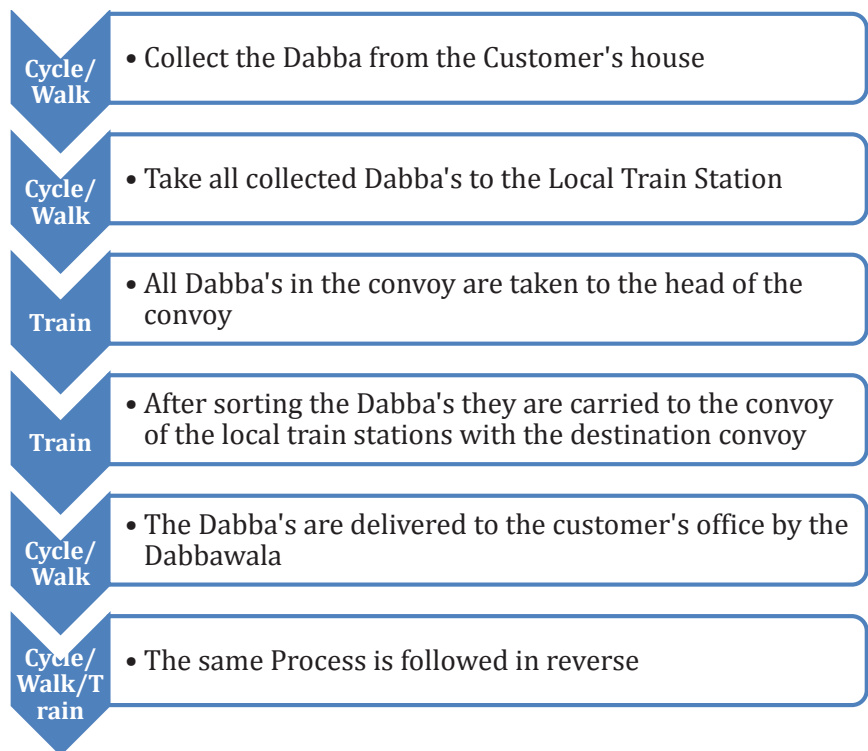 Cycle/
Walk
• Collect the Dabba from the Customer's house
Cycle/
Walk
• Take all collected Dabba's to the Local Train Station
Train
• All Dabba's in the convoy are taken to the head of the
convoy
Train
• After sorting the Dabba's they are carried to the convoy
of the local train stations with the destination convoy
Cycle/
Walk
• The Dabba's are delivered to the customer's office by the
Dabbawala
Cycle/
Walk/T
rain
• The same Process is followed in reverse